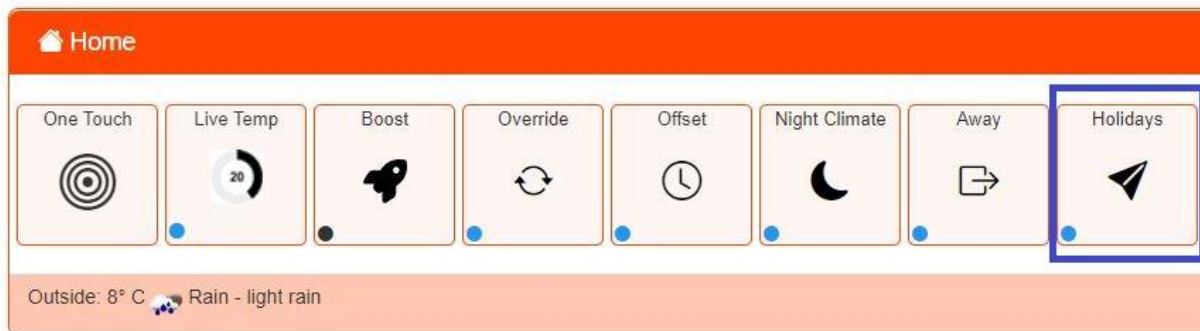 Home
One Touch
Live Temp
Boost
Override
Offset
Night Climate
Away
Holidays
20
Outside: 8° C Rain - light rain